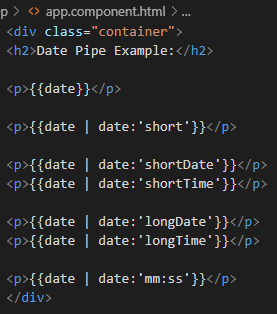 p > <> app.component.html > ...
<div class="container">
<h2>Date Pipe Example:</h2>
<p>{{date}}</p>
<p>{{date | date:'short'}}</p>
<p>{{date | date:'shortDate'}}</p>
<p>{{date | date:'shortTime'}}</p>
<p>{{date | date:'longDate'}}</p>
<p>{{date | date:'longTime'}}</p>
<p>{{date | date:'mm:ss'}}</p>
</div>